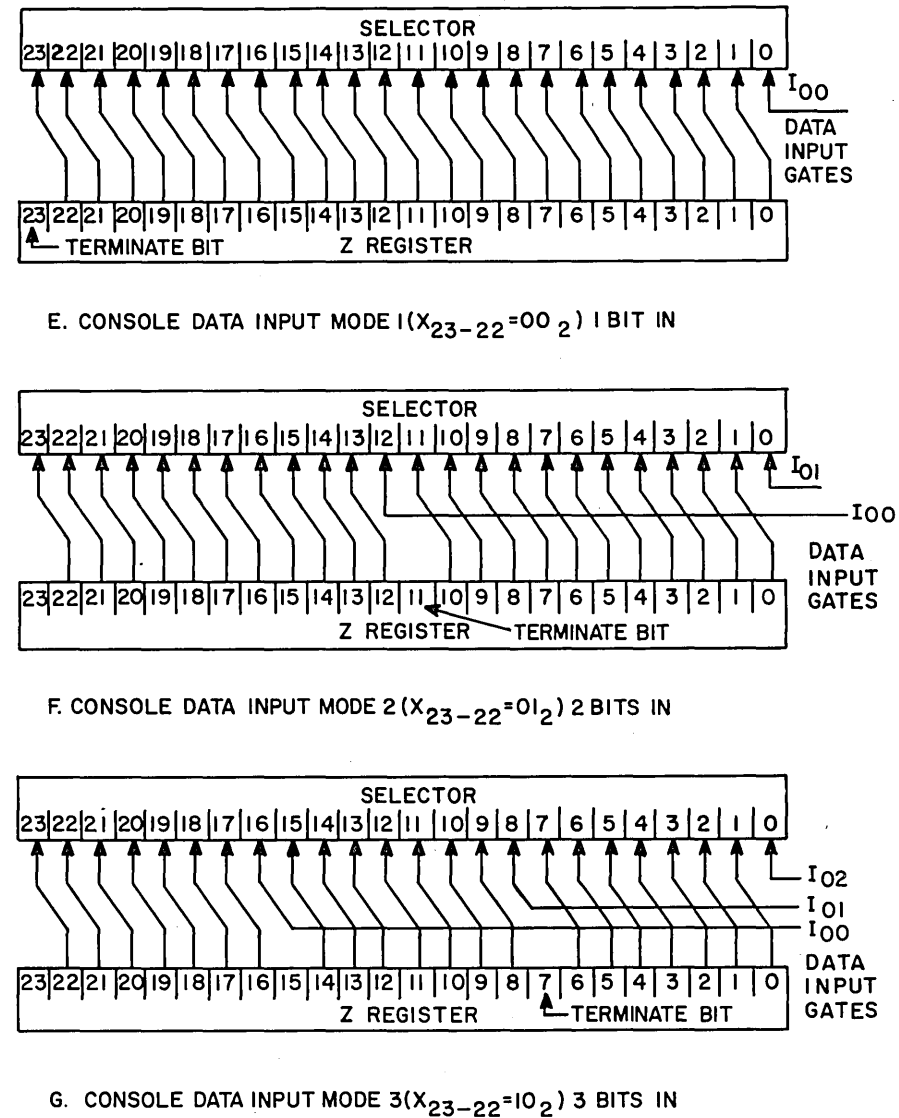 SELECTOR
23 22 21 20 19 18 17 16 15 14 13 12 11 10 9 8 7 6 5 4 3 2 1 0
I00
DATA
INPUT
GATES
23 22 21 20 19 18 17 16 15 14 13 12 11 10 9 8 7 6 5 4 3 2 1 0
TERMINATE BIT Z REGISTER
E. CONSOLE DATA INPUT MODE 1(X23-22=00 2) 1 BIT IN
SELECTOR
23 22 21 20 19 18 17 16 15 14 13 12 11 10 9 8 7 6 5 4 3 2 1 0
I01
I00
DATA
INPUT
GATES
23 22 21 20 19 18 17 16 15 14 13 12 11 10 9 8 7 6 5 4 3 2 1 0
Z REGISTER TERMINATE BIT
F. CONSOLE DATA INPUT MODE 2(X23-22=012) 2 BITS IN
SELECTOR
23 22 21 20 19 18 17 16 15 14 13 12 11 10 9 8 7 6 5 4 3 2 1 0
I02
I01
I00
DATA
INPUT
GATES
23 22 21 20 19 18 17 16 15 14 13 12 11 10 9 8 7 6 5 4 3 2 1 0
Z REGISTER TERMINATE BIT
G. CONSOLE DATA INPUT MODE 3(X23-22=102) 3 BITS IN